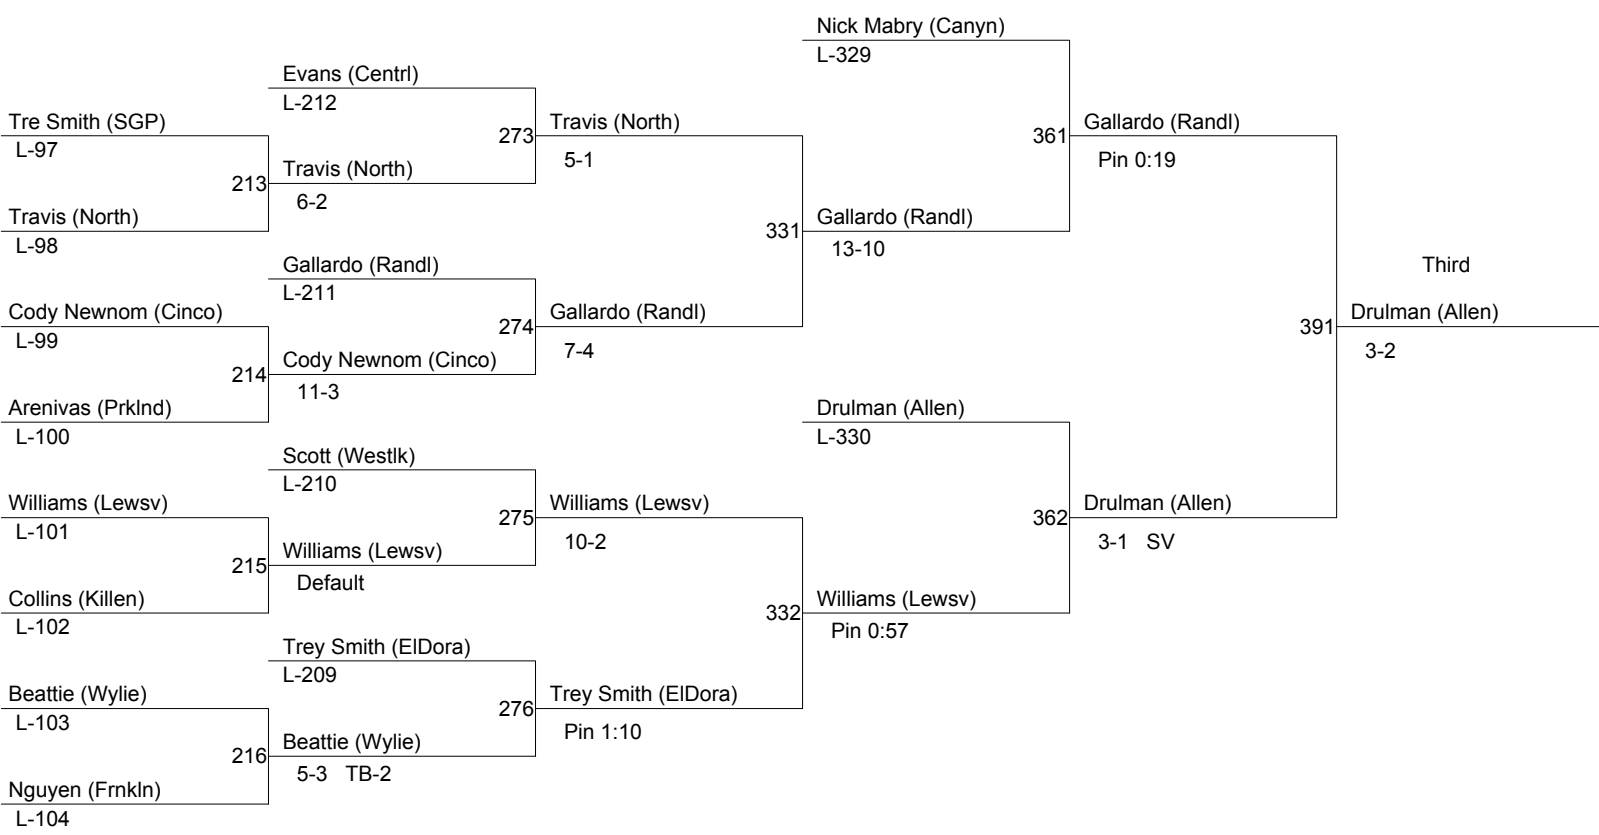 Nick Mabry (Canyn)
L-329
Evans (Centrl)
L-212
Tre Smith (SGP)
L-97
273
Travis (North)
5-1
361
Gallardo (Randl)
Pin 0:19
213
Travis (North)
6-2
Travis (North)
L-98
331
Gallardo (Randl)
13-10
Gallardo (Randl)
L-211
Third
Cody Newnom (Cinco)
L-99
274
Gallardo (Randl)
7-4
391
Drulman (Allen)
3-2
214
Cody Newnom (Cinco)
11-3
Arenivas (Prklnd)
L-100
Drulman (Allen)
L-330
Scott (Westlk)
L-210
Williams (Lewsv)
L-101
275
Williams (Lewsv)
10-2
362
Drulman (Allen)
3-1 SV
215
Williams (Lewsv)
Default
Collins (Killen)
L-102
332
Williams (Lewsv)
Pin 0:57
Trey Smith (ElDora)
L-209
Beattie (Wylie)
L-103
276
Trey Smith (ElDora)
Pin 1:10
216
Beattie (Wylie)
5-3 TB-2
Nguyen (Frnkln)
L-104